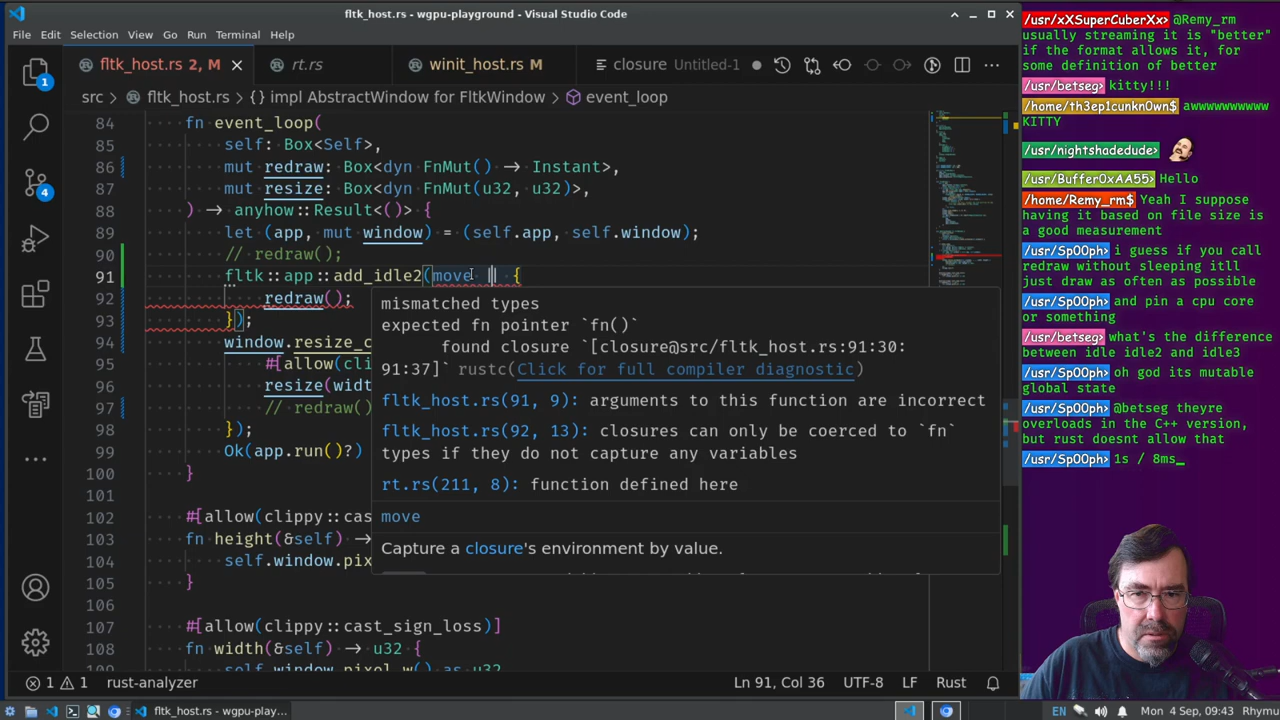 fltk_host.rs - wgpu-playground - Visual Studio Code
File Edit Selection View Go Run Terminal Help
fltk_host.rs 2, M
rt.rs
winit_host.rs M
closure Untitled-1
src > fltk_host.rs > {} impl AbstractWindow for FltkWindow > event_loop
84 fn event_loop(
85 self: Box<Self>,
86 mut redraw: Box<dyn FnMut() → Instant>,
87 mut resize: Box<dyn FnMut(u32, u32)>,
88 ) → anyhow::Result<()> {
89 let (app, mut window) = (self.app, self.window);
90 // redraw();
91 fltk::app::add_idle2(move || {
92 redraw();
93 });
94 window.resize_c
95 #[allow(cli
96 resize(widt
97 // redraw()
98 });
99 Ok(app.run()?)
100 }
101
102 #[allow(clippy::cas
103 fn height(&self) →
104 self.window.pix
105 }
106
107 #[allow(clippy::cast_sign_loss)]
108 fn width(&self) → u32 {
109 self.window.pixel_w() as u32
mismatched types
expected fn pointer `fn()`
found closure `[closure@src/fltk_host.rs:91:30:
91:37]` rustc(Click for full compiler diagnostic)
fltk_host.rs(91, 9): arguments to this function are incorrect
fltk_host.rs(92, 13): closures can only be coerced to `fn`
types if they do not capture any variables
rt.rs(211, 8): function defined here
move
Capture a closure's environment by value.
1
4
1 1 rust-analyzer
Ln 91, Col 36 UTF-8 LF Rust
fltk_host.rs - wgpu-play...
EN Mon 4 Sep, 09:43 Rhymu
/usr/xXSuperCuberXx> @Remy_rm
usually streaming it is "better"
if the format allows it, for
some definition of better
/usr/betseg> kitty!!!
/home/th3ep1cunkn0wn$ awwwwwwwwww
KITTY
/usr/nightshadedude>
/usr/Buffer0xAA55> Hello
/home/Remy_rm$ Yeah I suppose
having it based on file size is
a good measurement
/usr/Sp00ph> i guess if you call
redraw without sleeping itll
just draw as often as possible
/usr/Sp00ph> and pin a cpu core
or something
/usr/betseg> what's the difference
between idle idle2 and idle3
/usr/Sp00ph> oh god its mutable
global state
/usr/Sp00ph> @betseg theyre
overloads in the C++ version,
but rust doesnt allow that
/usr/Sp00ph> 1s / 8ms_